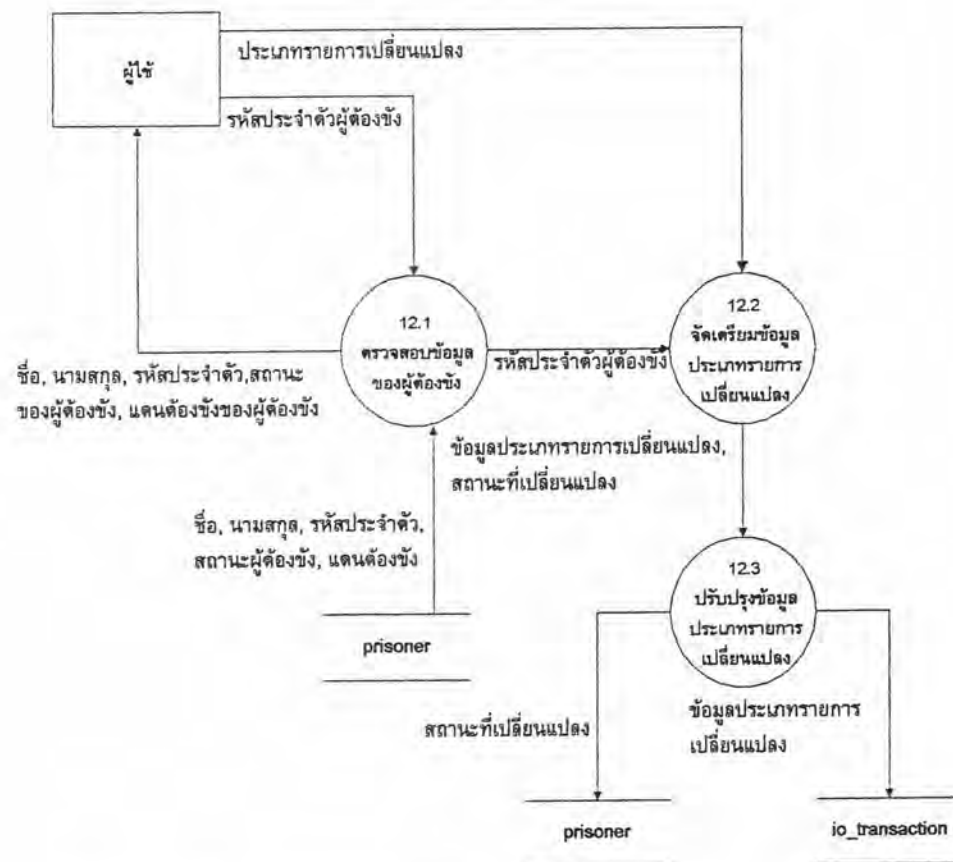 ประเภทรายการเปลี่ยนแปลง
ผู้ใช้
รหัสประจำตัวผู้ต้องขัง
12.1
ตรวจสอบข้อมูล
ของผู้ต้องขัง
12.2
จัดเตรียมข้อมูล
ประเภทรายการ
เปลี่ยนแปลง
รหัสประจำตัวผู้ต้องขัง
ชื่อ, นามสกุล, รหัสประจำตัว,สถานะ
ของผู้ต้องขัง, แดนต้องขังของผู้ต้องขัง
ข้อมูลประเภทรายการเปลี่ยนแปลง,
สถานะที่เปลี่ยนแปลง
ชื่อ, นามสกุล, รหัสประจำตัว,
สถานะผู้ต้องขัง, แดนต้องขัง
12.3
ปรับปรุงข้อมูล
ประเภทรายการ
เปลี่ยนแปลง
prisoner
สถานะที่เปลี่ยนแปลง
ข้อมูลประเภทรายการ
เปลี่ยนแปลง
prisoner
io_transaction